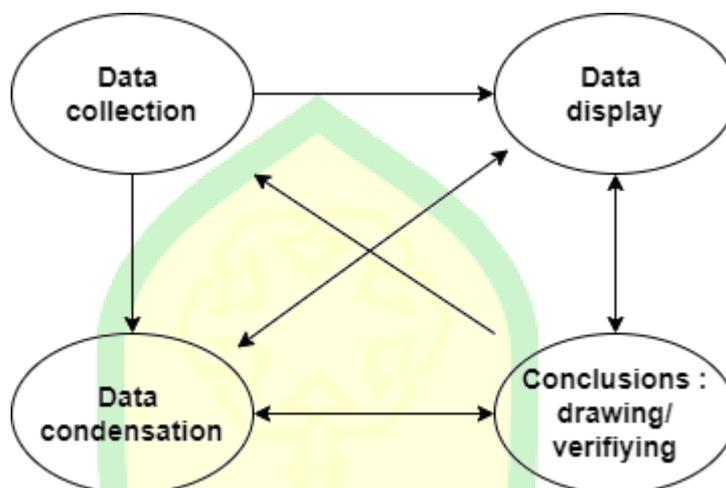 Data
collection
Data
display
Data
condensation
Conclusions :
drawing/
verifiying